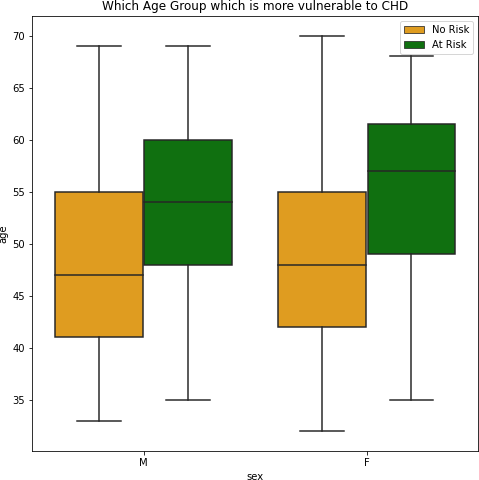 Which Age Group which is more vulnerable to CHD
No Risk
At Risk
70
65
60
55
50
45
40
35
age
M
F
sex